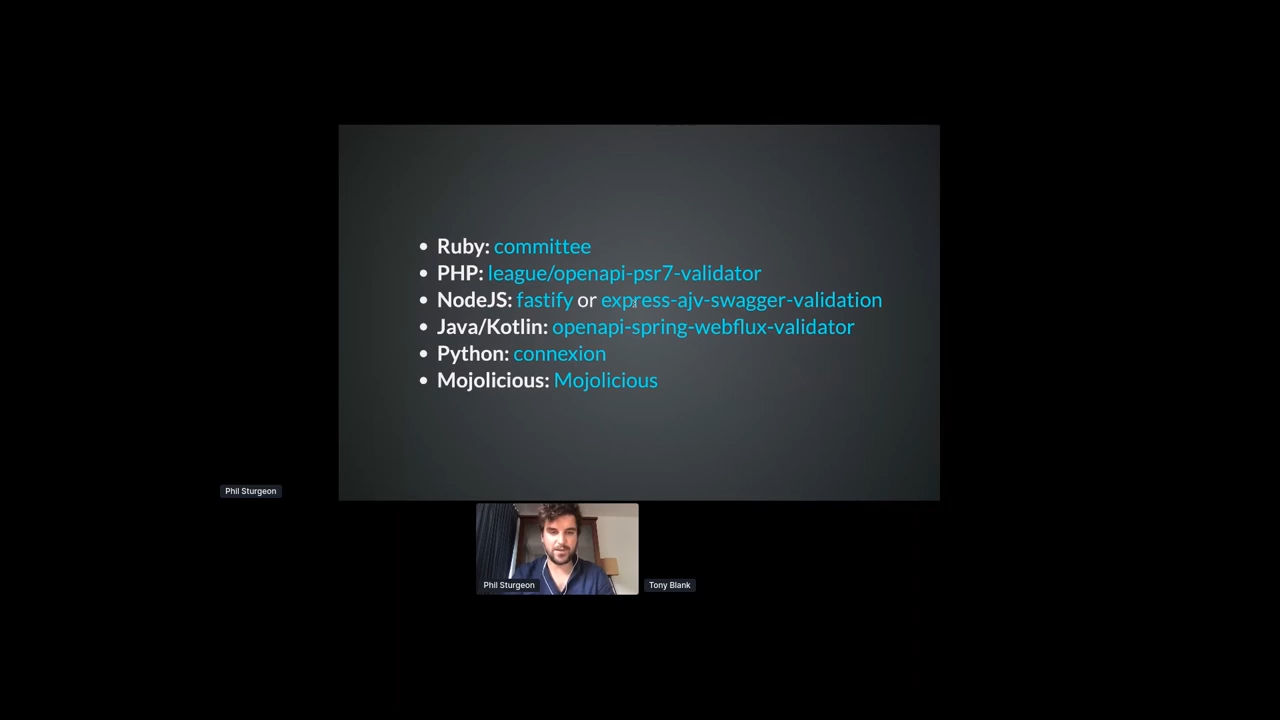 Ruby: committee
PHP: league/openapi-psr7-validator
NodeJS: fastify or express-ajv-swagger-validation
Java/Kotlin: openapi-spring-webflux-validator
Python: connexion
Mojolicious: Mojolicious
Phil Sturgeon
Phil Sturgeon
Tony Blank